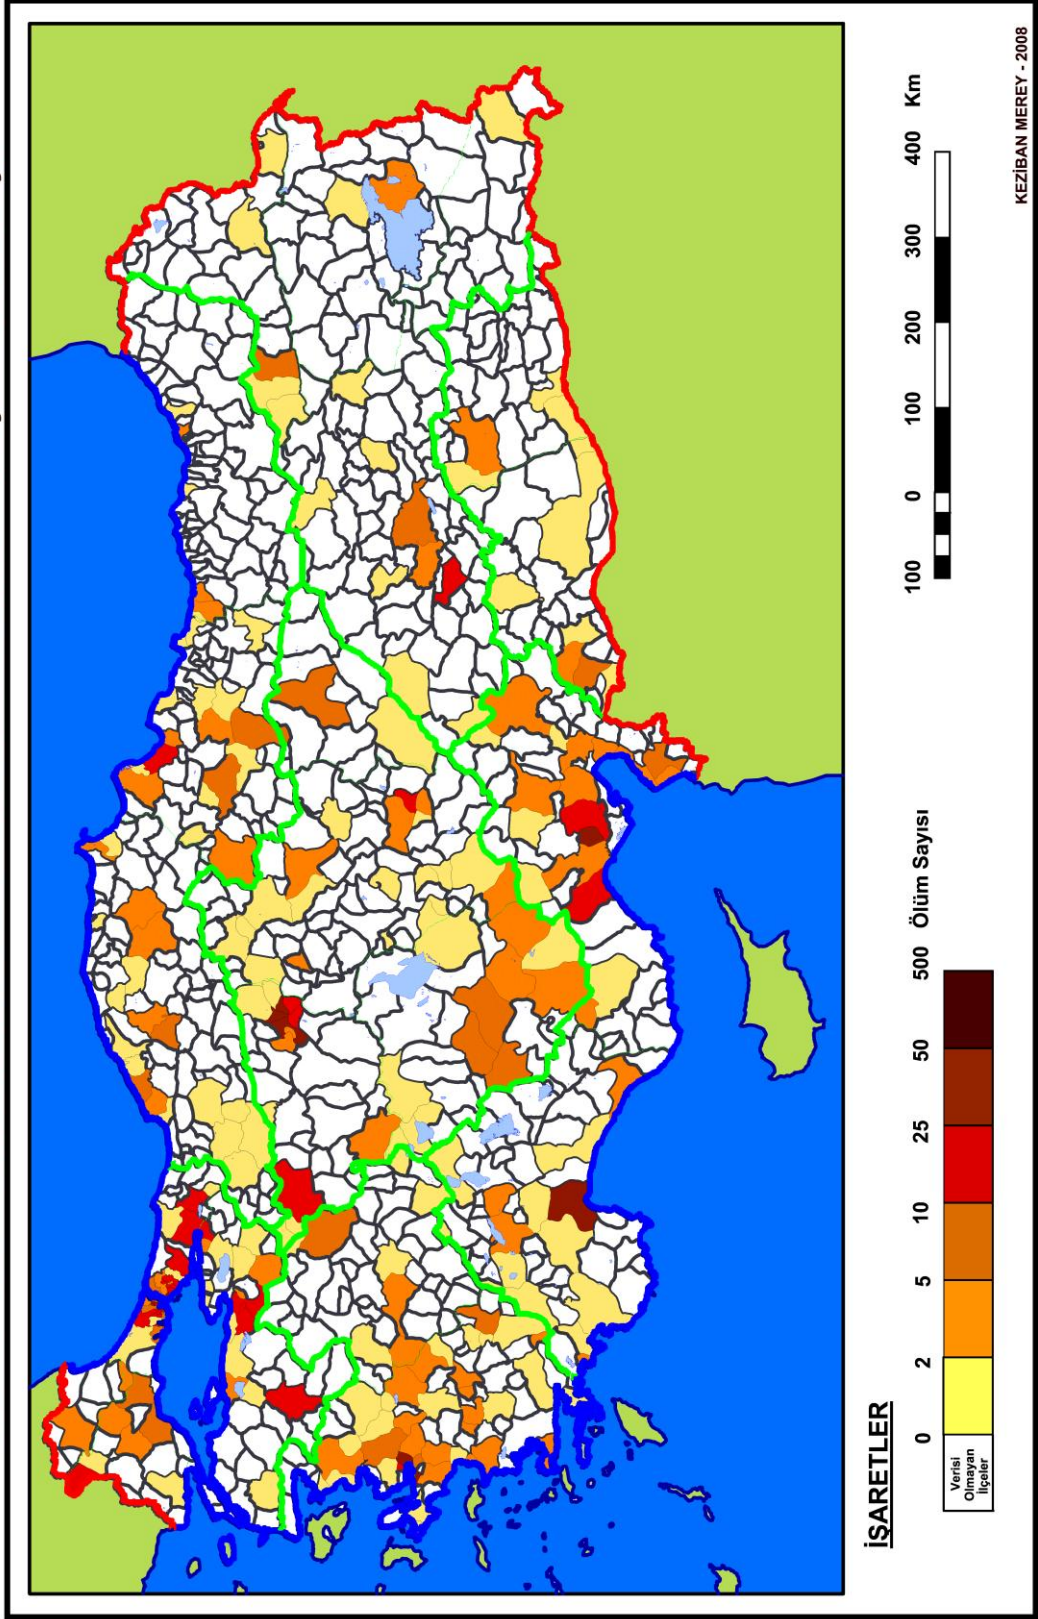 İŞARETLER
Verisi
Olmayan
İlçeler
0 2 5 10 25 50 500 Ölüm Sayısı
100 0 100 200 300 400 Km
KEZİBAN MEREY - 2008